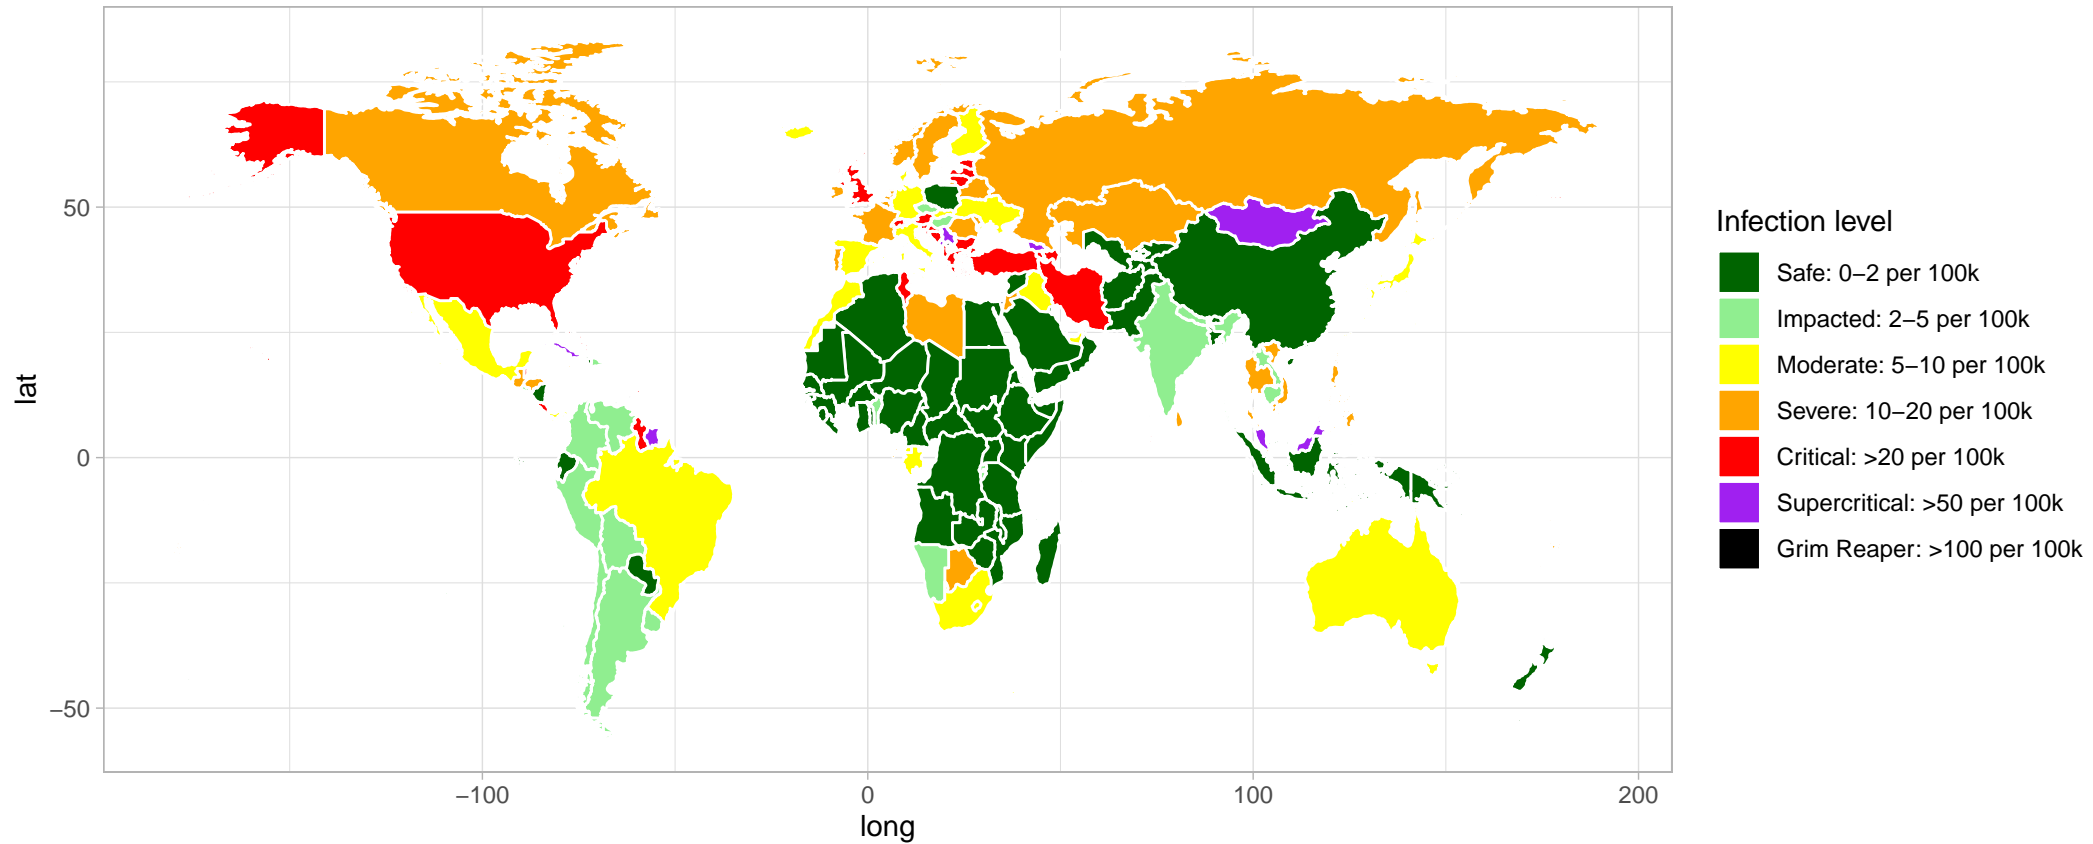 50
0
−50
lat
−100
0
100
200
long
Infection level
Safe: 0−2 per 100k
Impacted: 2−5 per 100k
Moderate: 5−10 per 100k
Severe: 10−20 per 100k
Critical: >20 per 100k
Supercritical: >50 per 100k
Grim Reaper: >100 per 100k